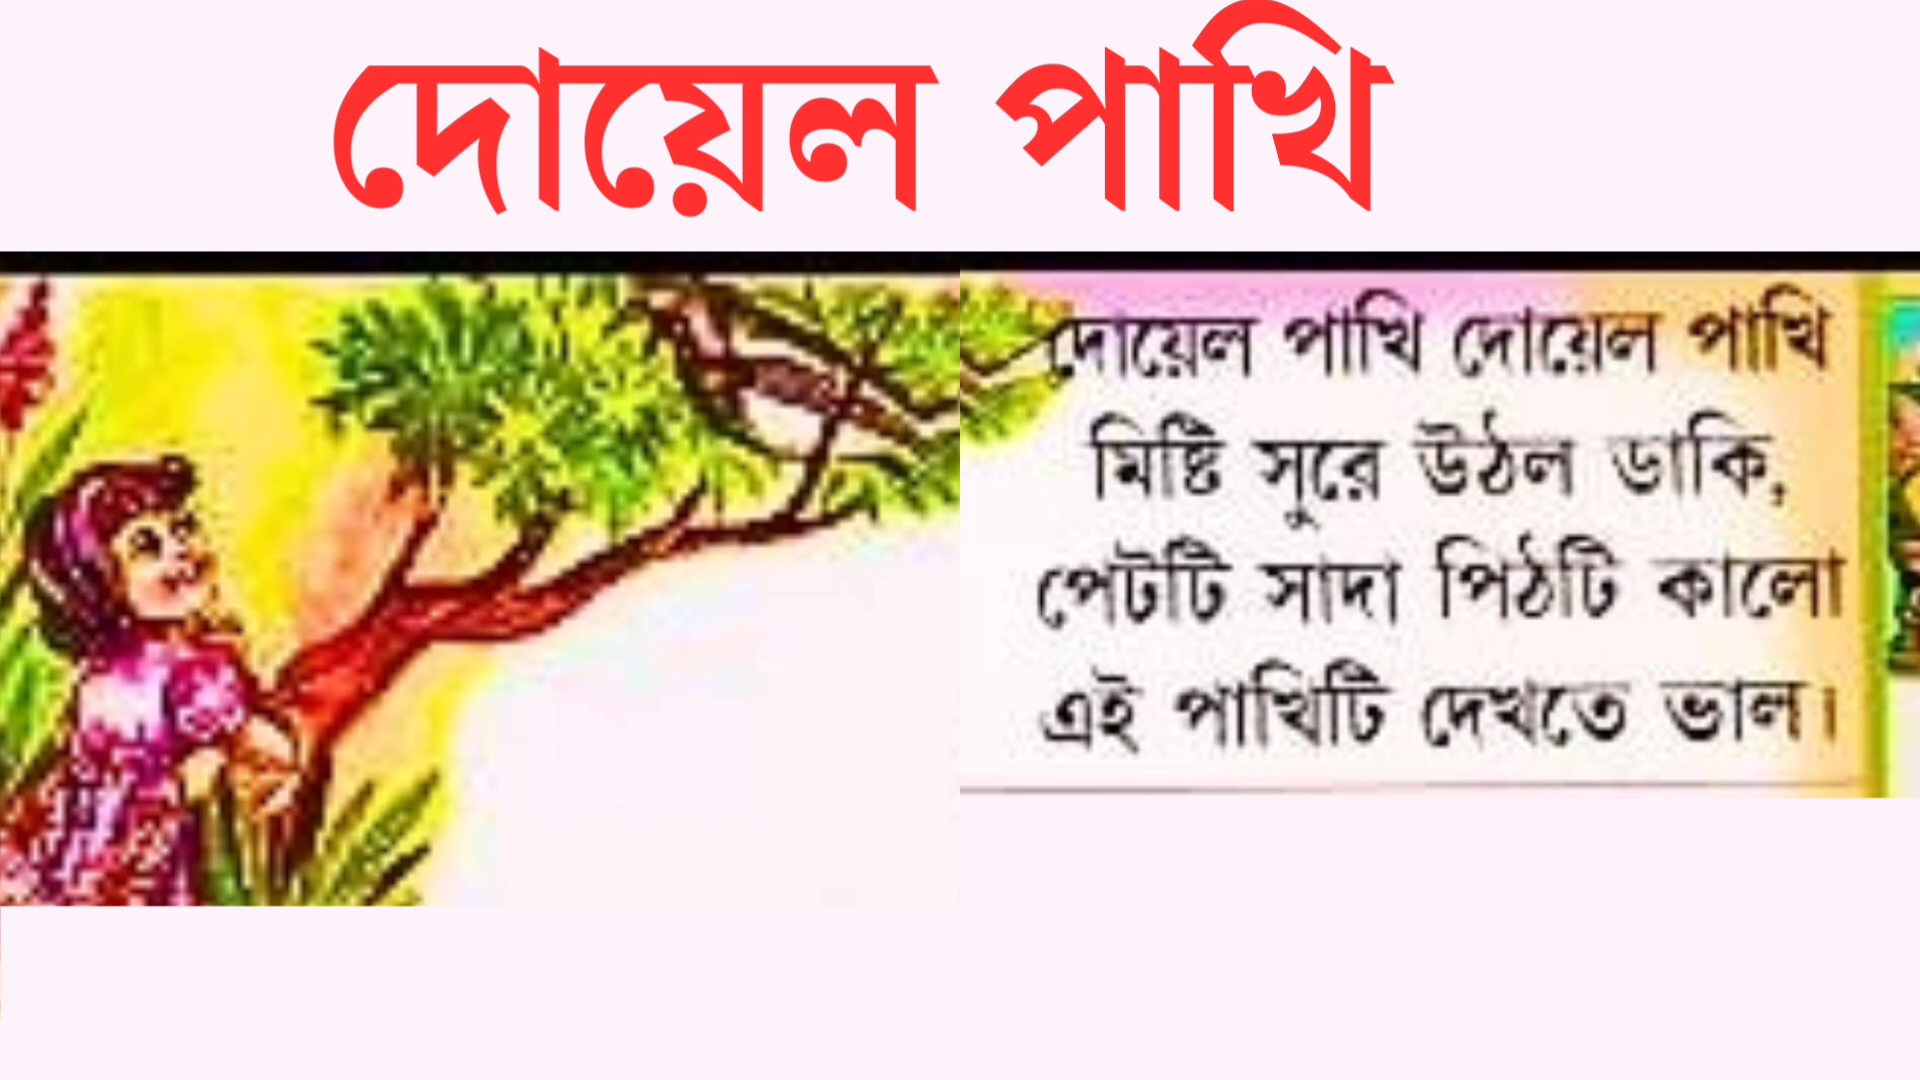 দোয়েল পাখি
দোয়েল পাখি দোয়েল পাখি
মিষ্টি সুরে উঠল ডাকি,
পেটটি সাদা পিঠটি কালো
এই পাখিটি দেখতে ভাল।